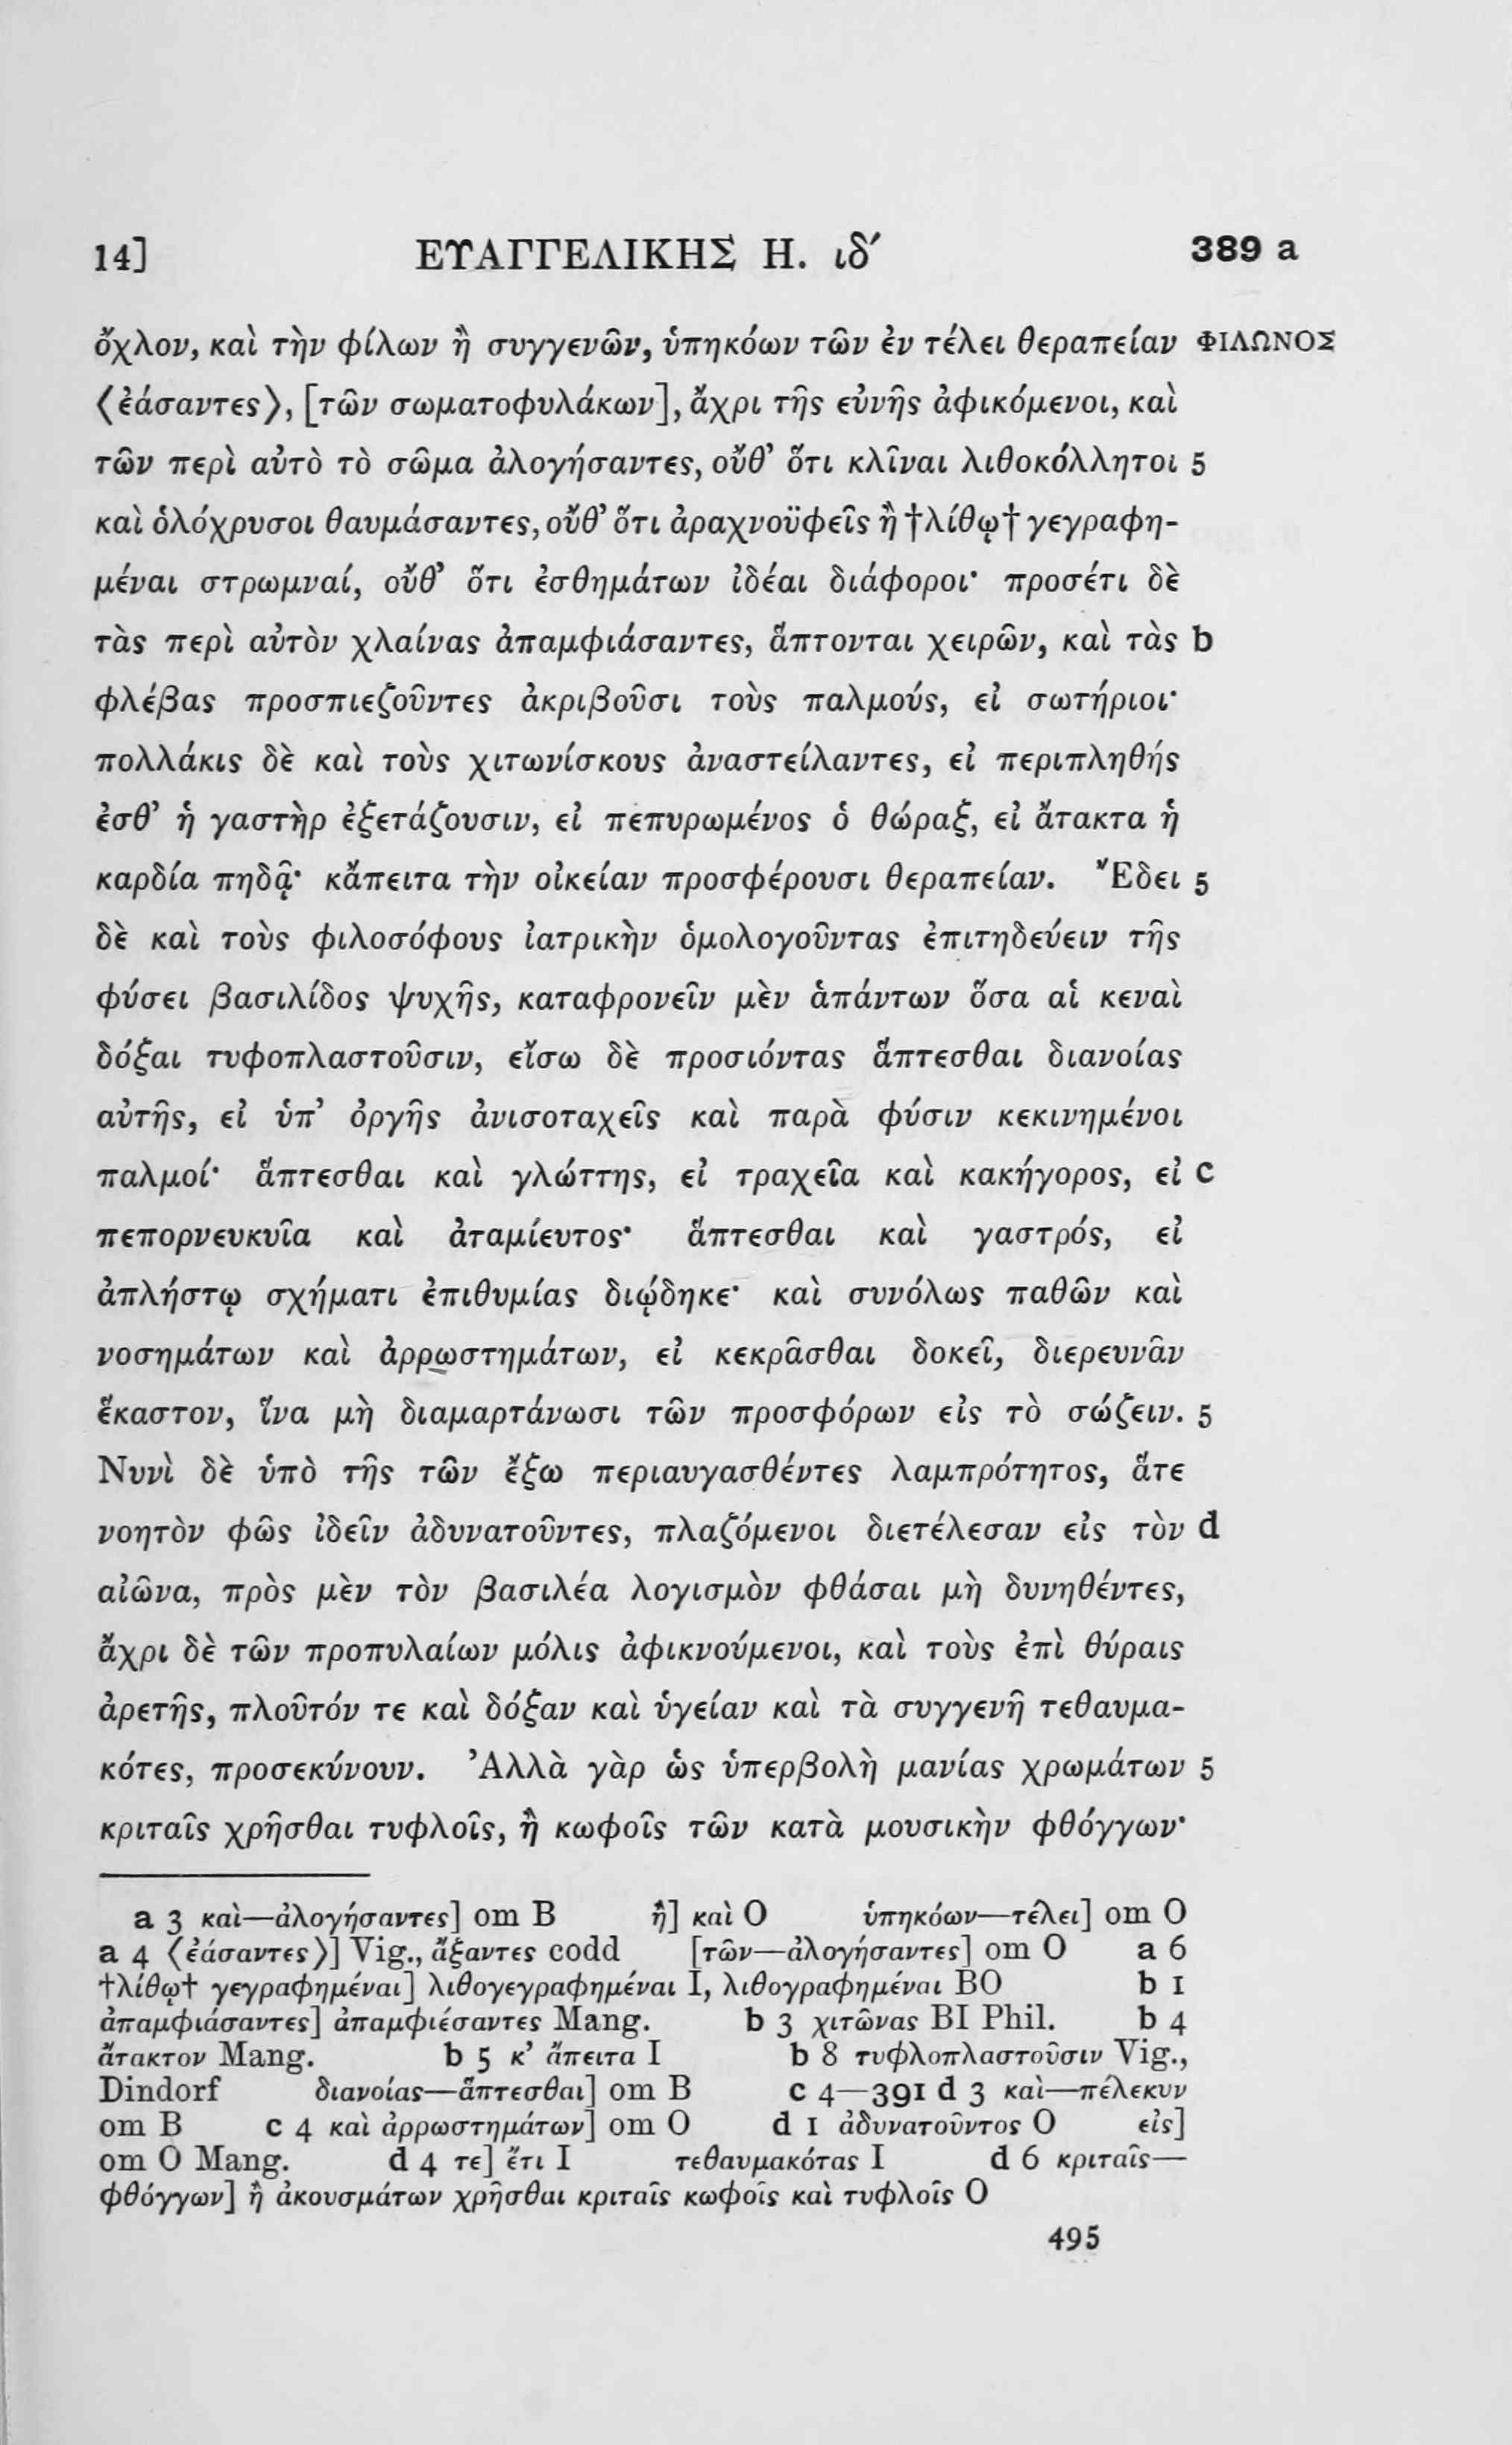 14] ΕΥΑΓΓΕΛΙΚΗΣ Η. ιδʹ 389 a
ὄχλον, καὶ τὴν φίλων ἢ συγγενῶν, ὑπηκόων τῶν ἐν τέλει θεραπείαν ΦΙΛΩΝΟΣ
⟨ἐάσαντες⟩, [τῶν σωματοφυλάκων], ἄχρι τῆς εὐνῆς ἀφικόμενοι, καὶ
τῶν περὶ αὐτὸ τὸ σῶμα ἀλογήσαντες, οὔθ’ ὅτι κλῖναι λιθοκόλλητοι 5
καὶ ὁλόχρυσοι θαυμάσαντες, οὔθ’ ὅτι ἀραχνοϋφεῖς ἢ †λίθῳ† γεγραφη-
μέναι στρωμναί, οὔθ’ ὅτι ἐσθημάτων ἰδέαι διάφοροι· προσέτι δὲ
τὰς περὶ αὐτὸν χλαίνας ἀπαμφιάσαντες, ἅπτονται χειρῶν, καὶ τὰς b
φλέβας προσπιεζοῦντες ἀκριβοῦσι τοὺς παλμούς, εἰ σωτήριοι·
πολλάκις δὲ καὶ τοὺς χιτωνίσκους ἀναστείλαντες, εἰ περιπληθής
ἐσθ’ ἡ γαστὴρ ἐξετάζουσιν, εἰ πεπυρωμένος ὁ θώραξ, εἰ ἄτακτα ἡ
καρδία πηδᾷ· κἄπειτα τὴν οἰκείαν προσφέρουσι θεραπείαν. Ἔδει 5
δὲ καὶ τοὺς φιλοσόφους ἰατρικὴν ὁμολογοῦντας ἐπιτηδεύειν τῆς
φύσει βασιλίδος ψυχῆς, καταφρονεῖν μὲν ἁπάντων ὅσα αἱ κεναὶ
δόξαι τυφοπλαστοῦσιν, εἴσω δὲ προσιόντας ἅπτεσθαι διανοίας
αὐτῆς, εἰ ὑπ’ ὀργῆς ἀνισοταχεῖς καὶ παρὰ φύσιν κεκινημένοι
παλμοί· ἅπτεσθαι καὶ γλώττης, εἰ τραχεῖα καὶ κακήγορος, εἰ c
πεπορνευκυῖα καὶ ἀταμίευτος· ἅπτεσθαι καὶ γαστρός, εἰ
ἀπλήστῳ σχήματι ἐπιθυμίας διῴδηκε· καὶ συνόλως παθῶν καὶ
νοσημάτων καὶ ἀρρωστημάτων, εἰ κεκρᾶσθαι δοκεῖ, διερευνᾶν
ἕκαστον, ἵνα μὴ διαμαρτάνωσι τῶν προσφόρων εἰς τὸ σώζειν. 5
Νυνὶ δὲ ὑπὸ τῆς τῶν ἔξω περιαυγασθέντες λαμπρότητος, ἅτε
νοητὸν φῶς ἰδεῖν ἀδυνατοῦντες, πλαζόμενοι διετέλεσαν εἰς τὸν d
αἰῶνα, πρὸς μὲν τὸν βασιλέα λογισμὸν φθάσαι μὴ δυνηθέντες,
ἄχρι δὲ τῶν προπυλαίων μόλις ἀφικνούμενοι, καὶ τοὺς ἐπὶ θύραις
ἀρετῆς, πλοῦτόν τε καὶ δόξαν καὶ ὑγείαν καὶ τὰ συγγενῆ τεθαυμα-
κότες, προσεκύνουν. Ἀλλὰ γὰρ ὡς ὑπερβολὴ μανίας χρωμάτων 5
κριταῖς χρῆσθαι τυφλοῖς, ἢ κωφοῖς τῶν κατὰ μουσικὴν φθόγγων·
a 3 καὶ—ἀλογήσαντες] om B ἢ] καὶ O ὑπηκόων—τέλει] om O
a 4 ⟨ἐάσαντες⟩] Vig., ἄξαντες codd [τῶν—ἀλογήσαντες] om O a 6
†λίθῳ† γεγραφημέναι] λιθογεγραφημέναι I, λιθογραφημέναι BO b 1
ἀπαμφιάσαντες] ἀπαμφιέσαντες Mang. b 3 χιτῶνας BI Phil. b 4
ἄτακτον Mang. b 5 κ’ ἄπειτα I b 8 τυφλοπλαστοῦσιν Vig.,
Dindorf διανοίας—ἅπτεσθαι] om B c 4—391 d 3 καὶ—πέλεκυν
om B c 4 καὶ ἀρρωστημάτων] om O d 1 ἀδυνατοῦντος O εἰς]
om O Mang. d 4 τε] ἔτι I τεθαυμακότας I d 6 κριταῖς—
φθόγγων] ἢ ἀκουσμάτων χρῆσθαι κριταῖς κωφοῖς καὶ τυφλοῖς O
495